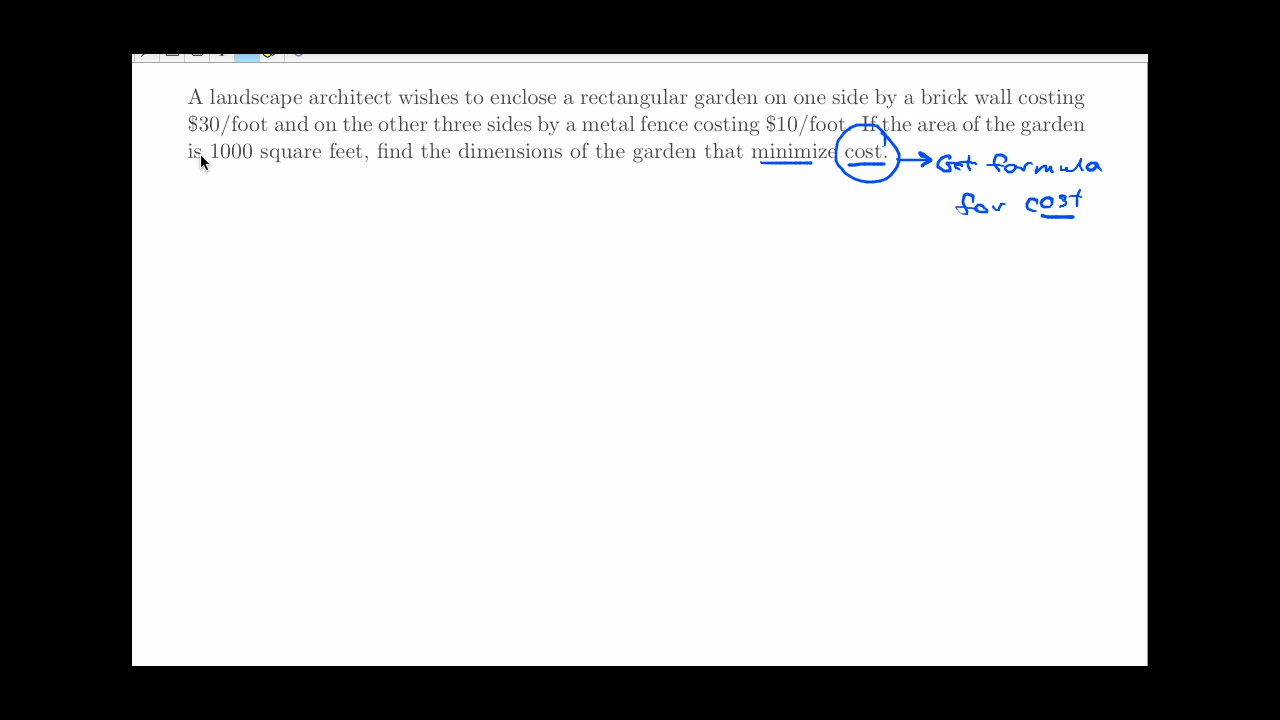 A landscape architect wishes to enclose a rectangular garden on one side by a brick wall costing
$30/foot and on the other three sides by a metal fence costing $10/foot. If the area of the garden
is 1000 square feet, find the dimensions of the garden that minimize cost.
Get formula
for cost